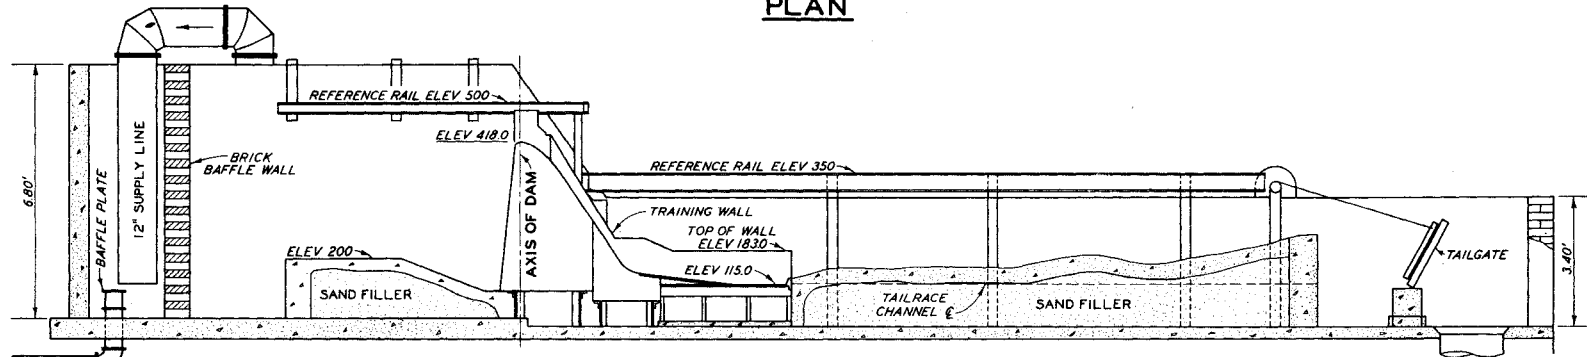 PLAN
REFERENCE RAIL ELEV 500
ELEV 418.0
6.80'
BAFFLE PLATE
12" SUPPLY LINE
BRICK
BAFFLE WALL
AXIS OF DAM
REFERENCE RAIL ELEV 350
TRAINING WALL
TOP OF WALL
ELEV 183.0
ELEV 200
ELEV 115.0
SAND FILLER
TAILRACE
CHANNEL ℄
SAND FILLER
TAILGATE
3.40'